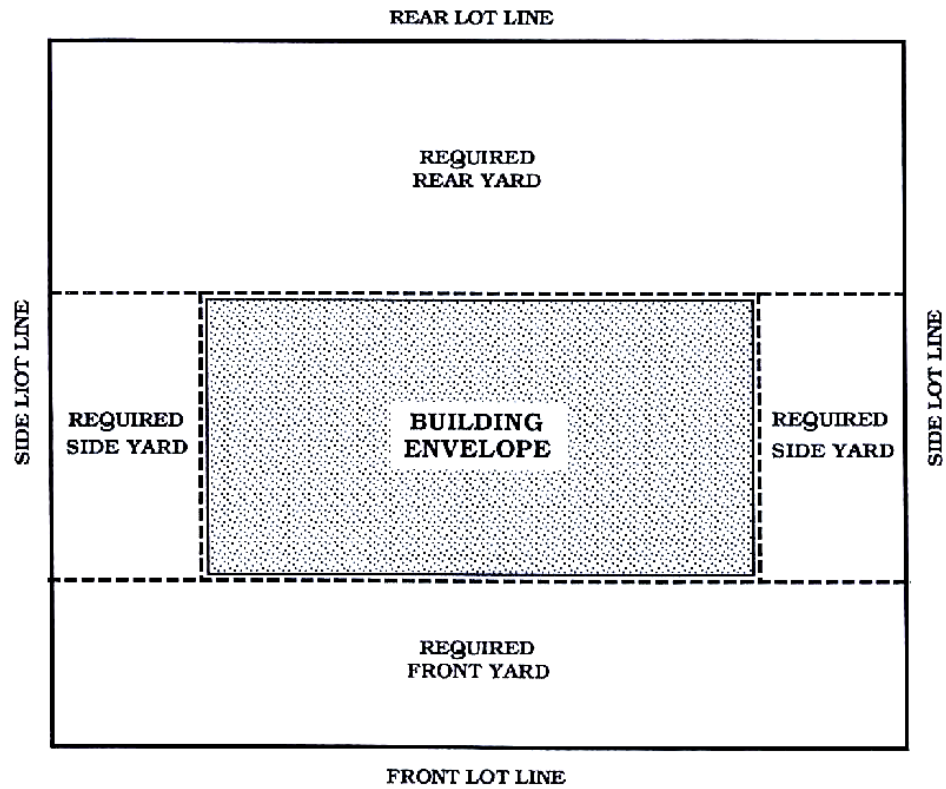 REAR LOT LINE
REQUIRED
REAR YARD
SIDE LIOT LINE
REQUIRED
SIDE YARD
BUILDING
ENVELOPE
REQUIRED
SIDE YARD
SIDE LOT LINE
REQUIRED
FRONT YARD
FRONT LOT LINE